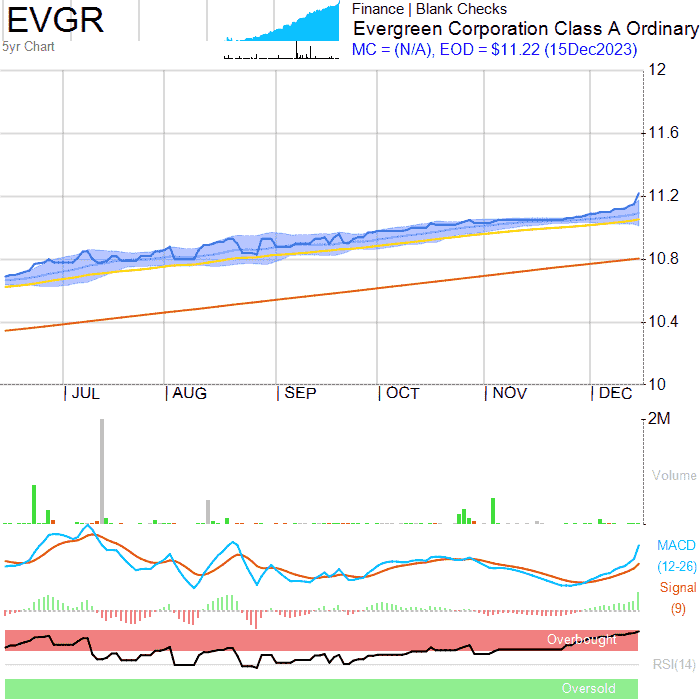 EVGR
5yr Chart
Finance | Blank Checks
Evergreen Corporation Class A Ordinary
MC = (N/A), EOD = $11.22 (15Dec2023)
12
11.6
11.2
10.8
10.4
10
JUL AUG SEP OCT NOV DEC
2M
Volume
MACD
(12-26)
Signal
(9)
Overbought
RSI(14)
Oversold